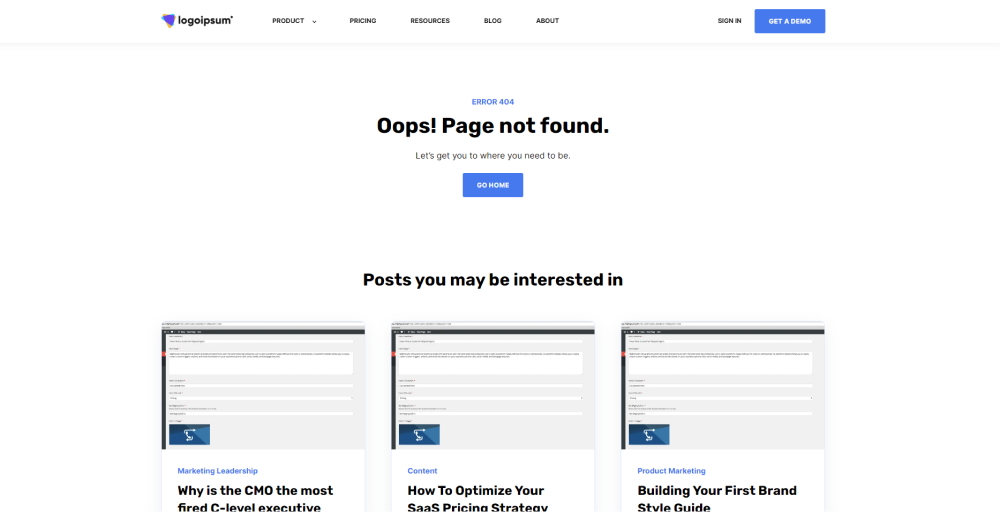 logoipsum
PRODUCT
PRICING
RESOURCES
BLOG
ABOUT
SIGN IN
GET A DEMO
ERROR 404
Oops! Page not found.
Let's get you to where you need to be.
GO HOME
Posts you may be interested in
Marketing Leadership
Why is the CMO the most
fired C-level executive
Content
How To Optimize Your
SaaS Pricing Strategy
Product Marketing
Building Your First Brand
Style Guide